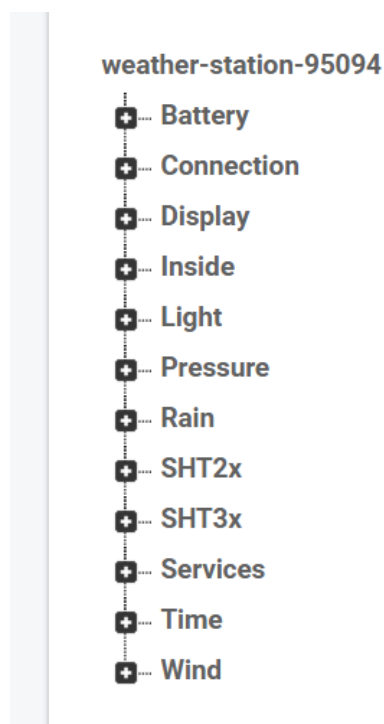 weather-station-95094
Battery
Connection
Display
Inside
Light
Pressure
Rain
SHT2x
SHT3x
Services
Time
Wind